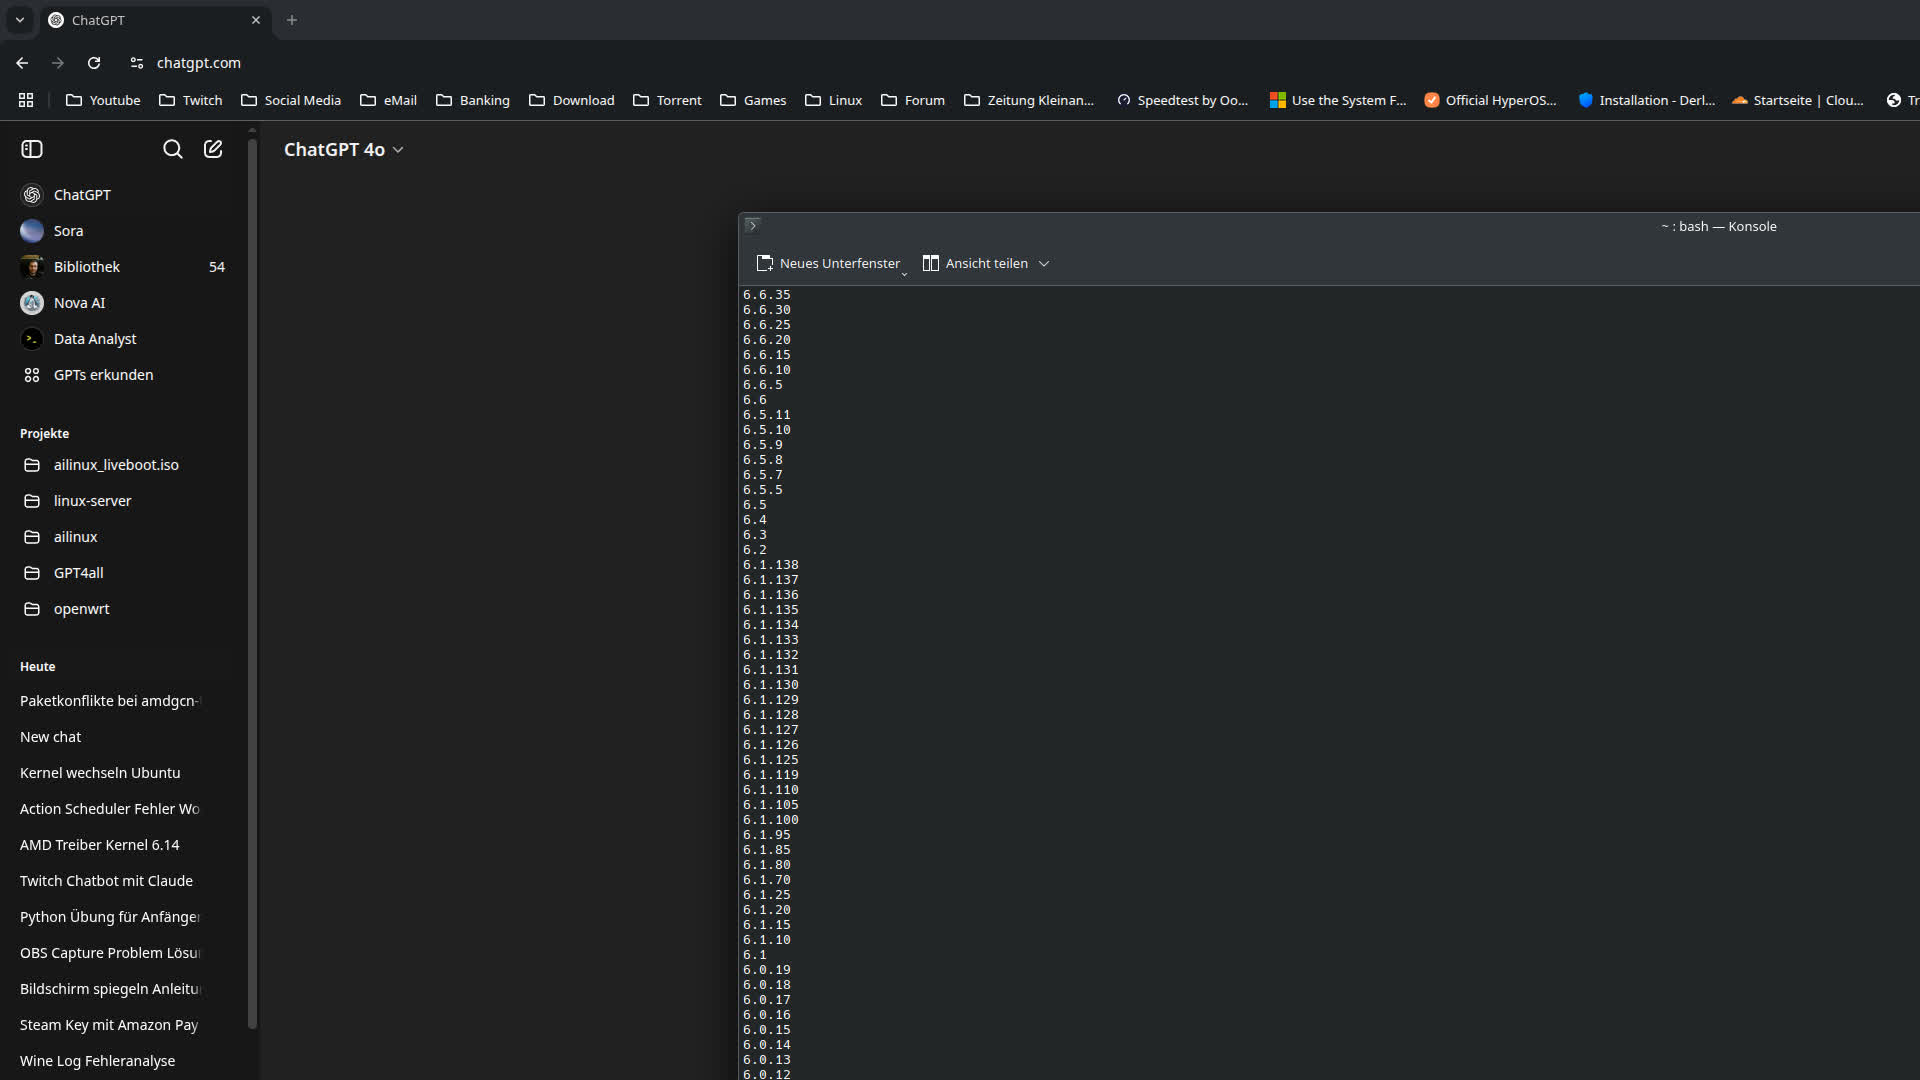 ChatGPT
chatgpt.com
Youtube Twitch Social Media eMail Banking Download Torrent Games Linux Forum Zeitung Kleinan... Speedtest by Oo... Use the System F... Official HyperOS... Installation - Derl... Startseite | Clou... Tr
ChatGPT 4o
ChatGPT
Sora
Bibliothek 54
Nova AI
Data Analyst
GPTs erkunden
Projekte
ailinux_liveboot.iso
linux-server
ailinux
GPT4all
openwrt
Heute
Paketkonflikte bei amdgcn-
New chat
Kernel wechseln Ubuntu
Action Scheduler Fehler Wo
AMD Treiber Kernel 6.14
Twitch Chatbot mit Claude
Python Übung für Anfänger
OBS Capture Problem Lösu
Bildschirm spiegeln Anleitu
Steam Key mit Amazon Pay
Wine Log Fehleranalyse
~ : bash — Konsole
Neues Unterfenster Ansicht teilen
6.6.35
6.6.30
6.6.25
6.6.20
6.6.15
6.6.10
6.6.5
6.6
6.5.11
6.5.10
6.5.9
6.5.8
6.5.7
6.5.5
6.5
6.4
6.3
6.2
6.1.138
6.1.137
6.1.136
6.1.135
6.1.134
6.1.133
6.1.132
6.1.131
6.1.130
6.1.129
6.1.128
6.1.127
6.1.126
6.1.125
6.1.119
6.1.110
6.1.105
6.1.100
6.1.95
6.1.85
6.1.80
6.1.70
6.1.25
6.1.20
6.1.15
6.1.10
6.1
6.0.19
6.0.18
6.0.17
6.0.16
6.0.15
6.0.14
6.0.13
6.0.12